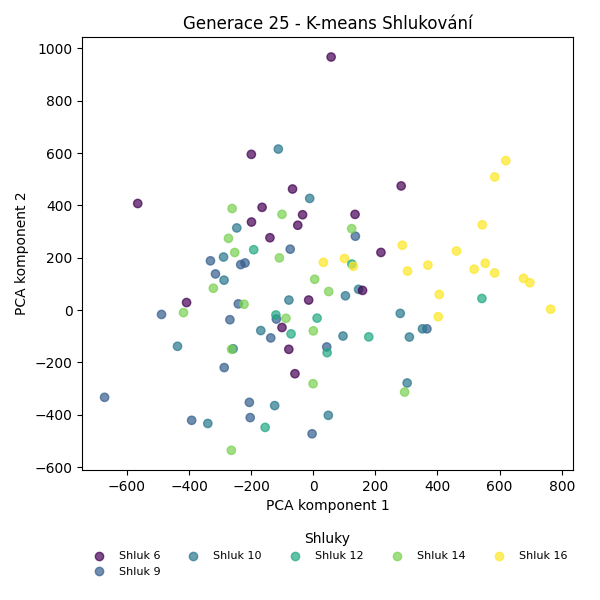 Generace 25 - K-means Shlukování
1000
800
600
400
200
0
−200
−400
−600
PCA komponent 2
−600 −400 −200 0 200 400 600 800
PCA komponent 1
Shluky
Shluk 6 Shluk 10 Shluk 12 Shluk 14 Shluk 16
Shluk 9